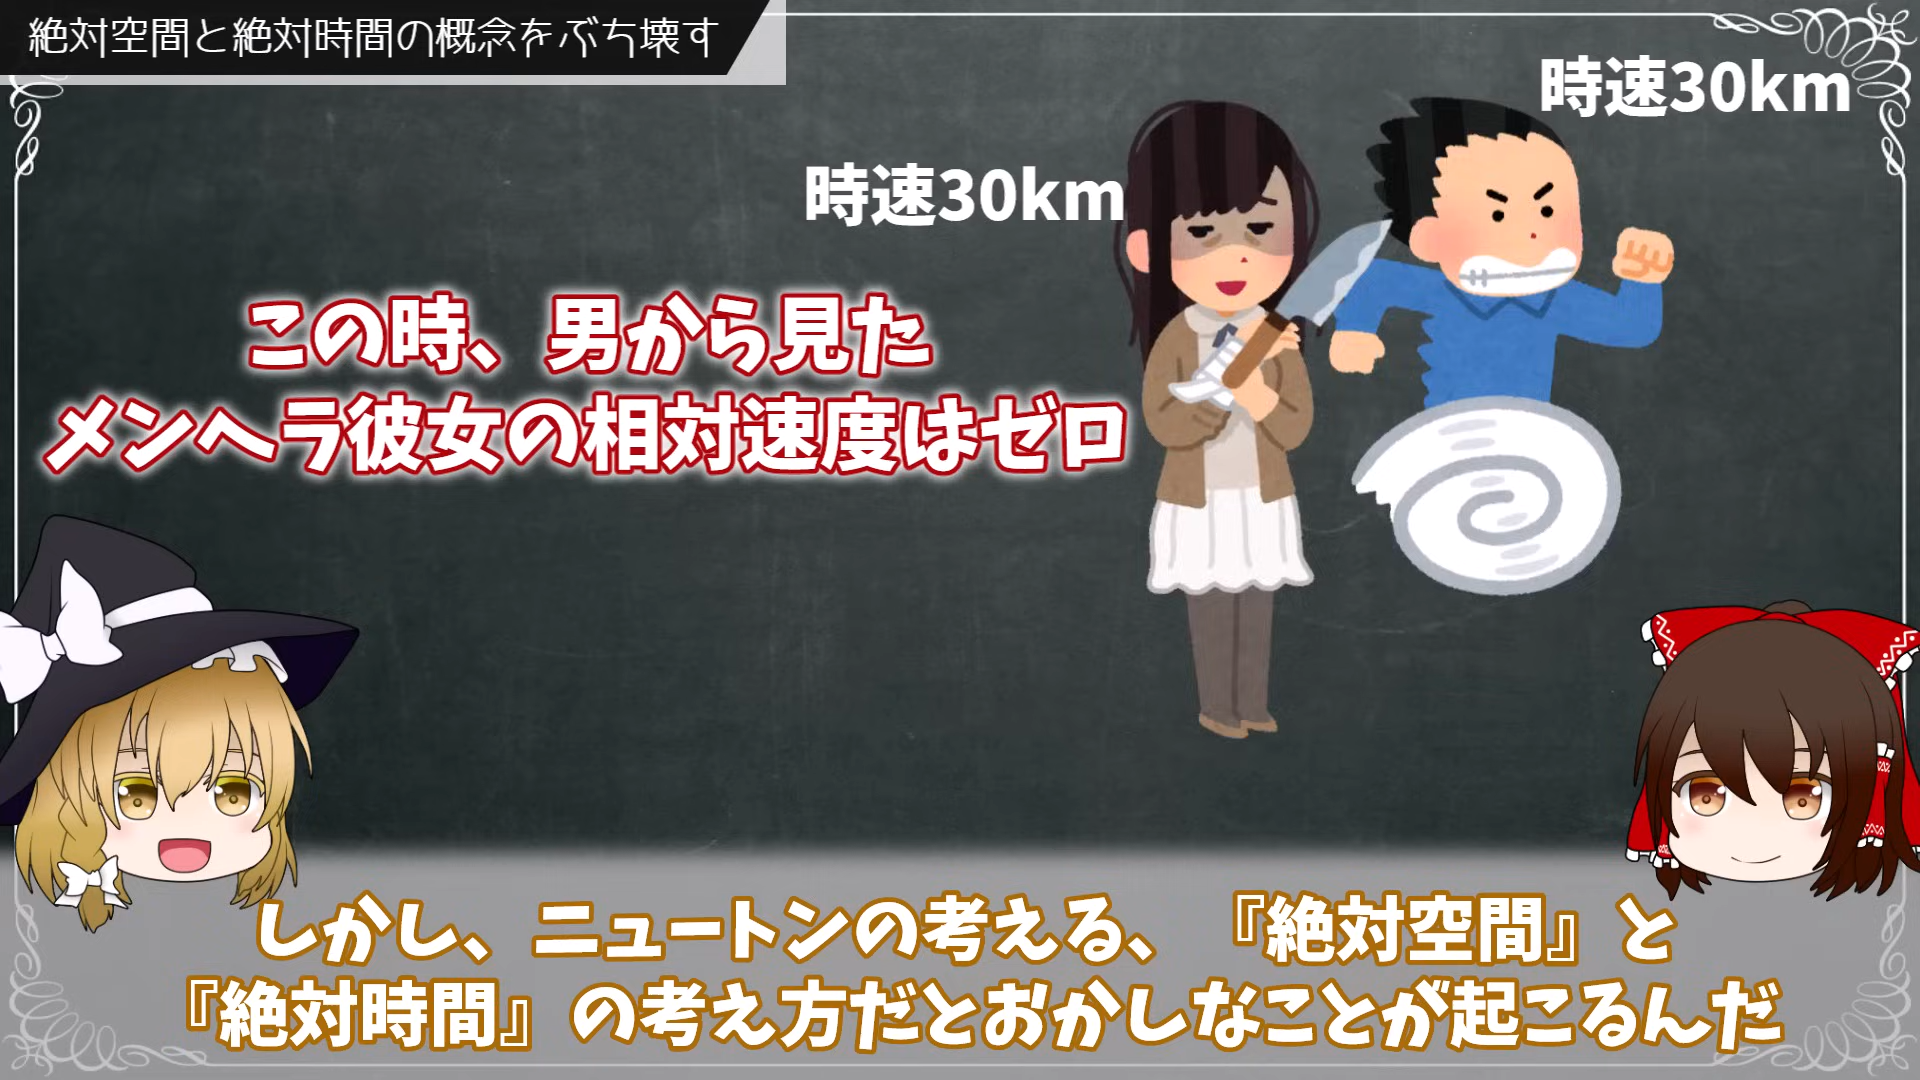 絶対空間と絶対時間の概念をぶち壊す
時速30km
時速30km
この時、男から見た
メンヘラ彼女の相対速度はゼロ
しかし、ニュートンの考える、『絶対空間』と
『絶対時間』の考え方だとおかしなことが起こるんだ